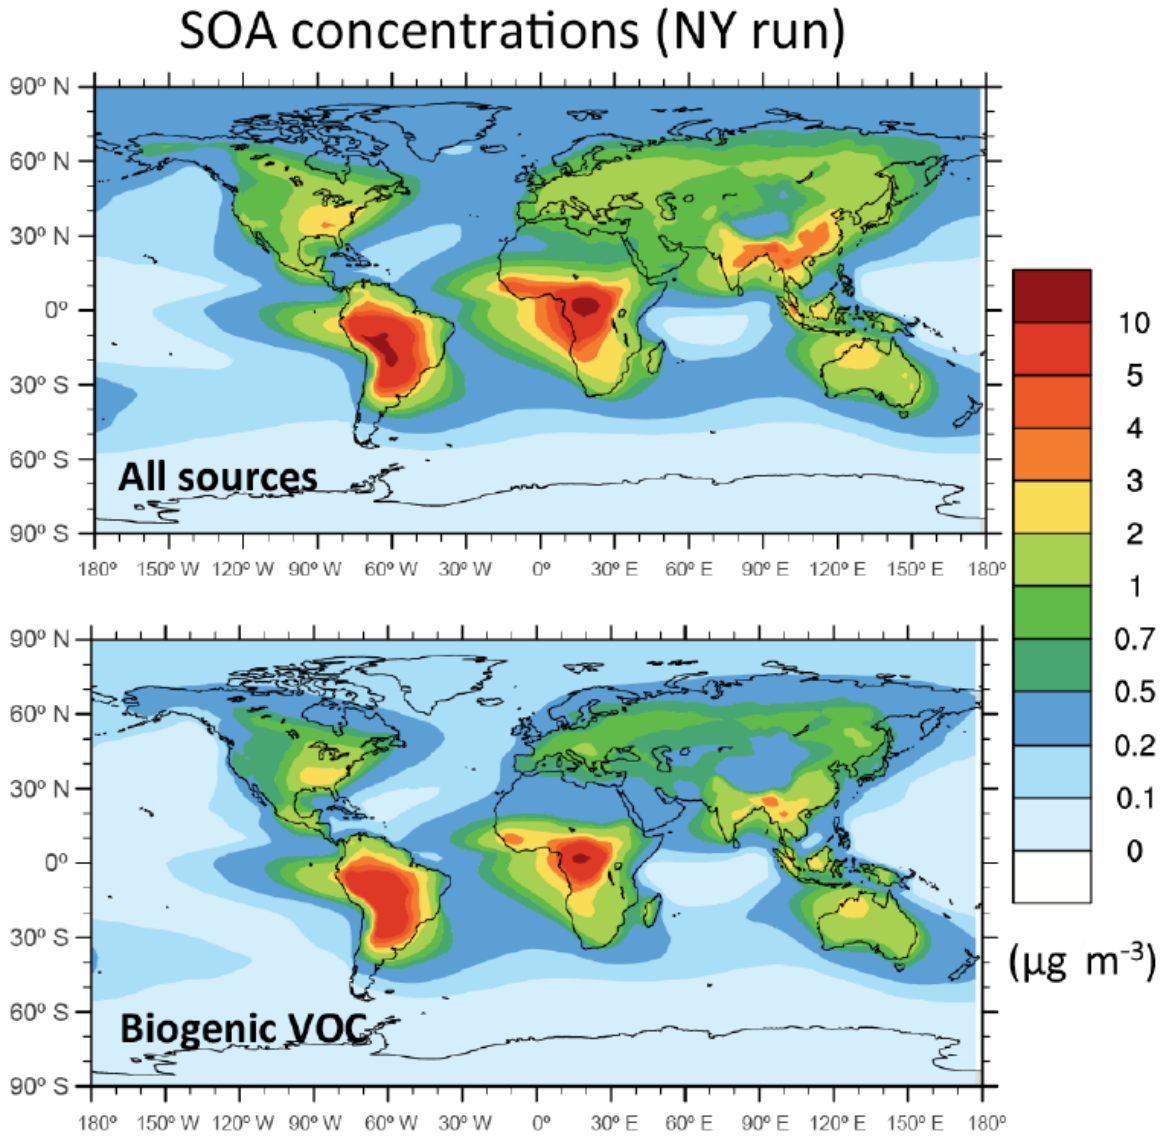 SOA concentrations (NY run)
90º N
60º N
30º N
0º
30º S
60º S
90º S
All sources
180º 150º W 120º W 90º W 60º W 30º W 0º 30º E 60º E 90º E 120º E 150º E 180º
90º N
60º N
30º N
0º
30º S
60º S
90º S
Biogenic VOC
180º 150º W 120º W 90º W 60º W 30º W 0º 30º E 60º E 90º E 120º E 150º E 180º
10
5
4
3
2
1
0.7
0.5
0.2
0.1
0
(µg m-3)